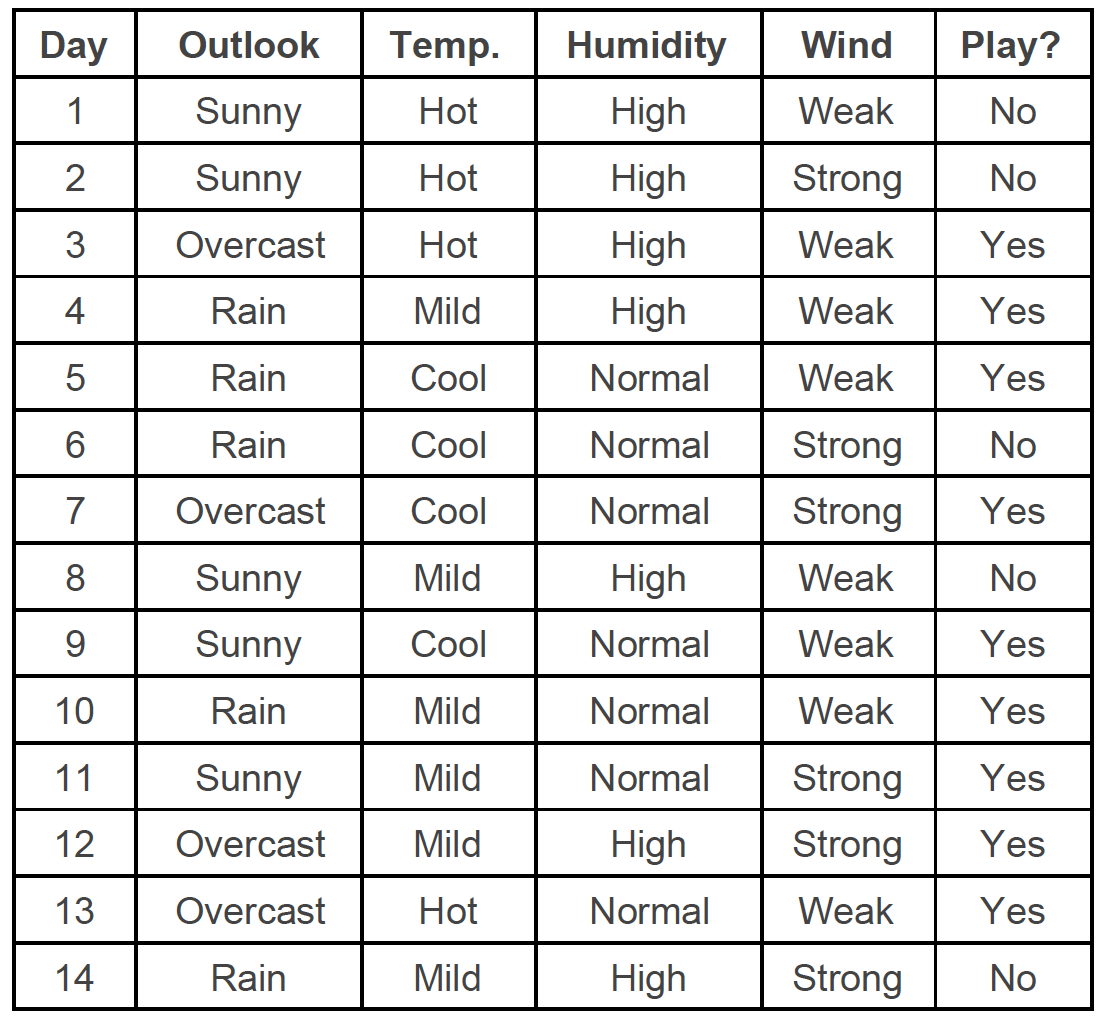 Day Outlook Temp. Humidity Wind Play?
1 Sunny Hot High Weak No
2 Sunny Hot High Strong No
3 Overcast Hot High Weak Yes
4 Rain Mild High Weak Yes
5 Rain Cool Normal Weak Yes
6 Rain Cool Normal Strong No
7 Overcast Cool Normal Strong Yes
8 Sunny Mild High Weak No
9 Sunny Cool Normal Weak Yes
10 Rain Mild Normal Weak Yes
11 Sunny Mild Normal Strong Yes
12 Overcast Mild High Strong Yes
13 Overcast Hot Normal Weak Yes
14 Rain Mild High Strong No